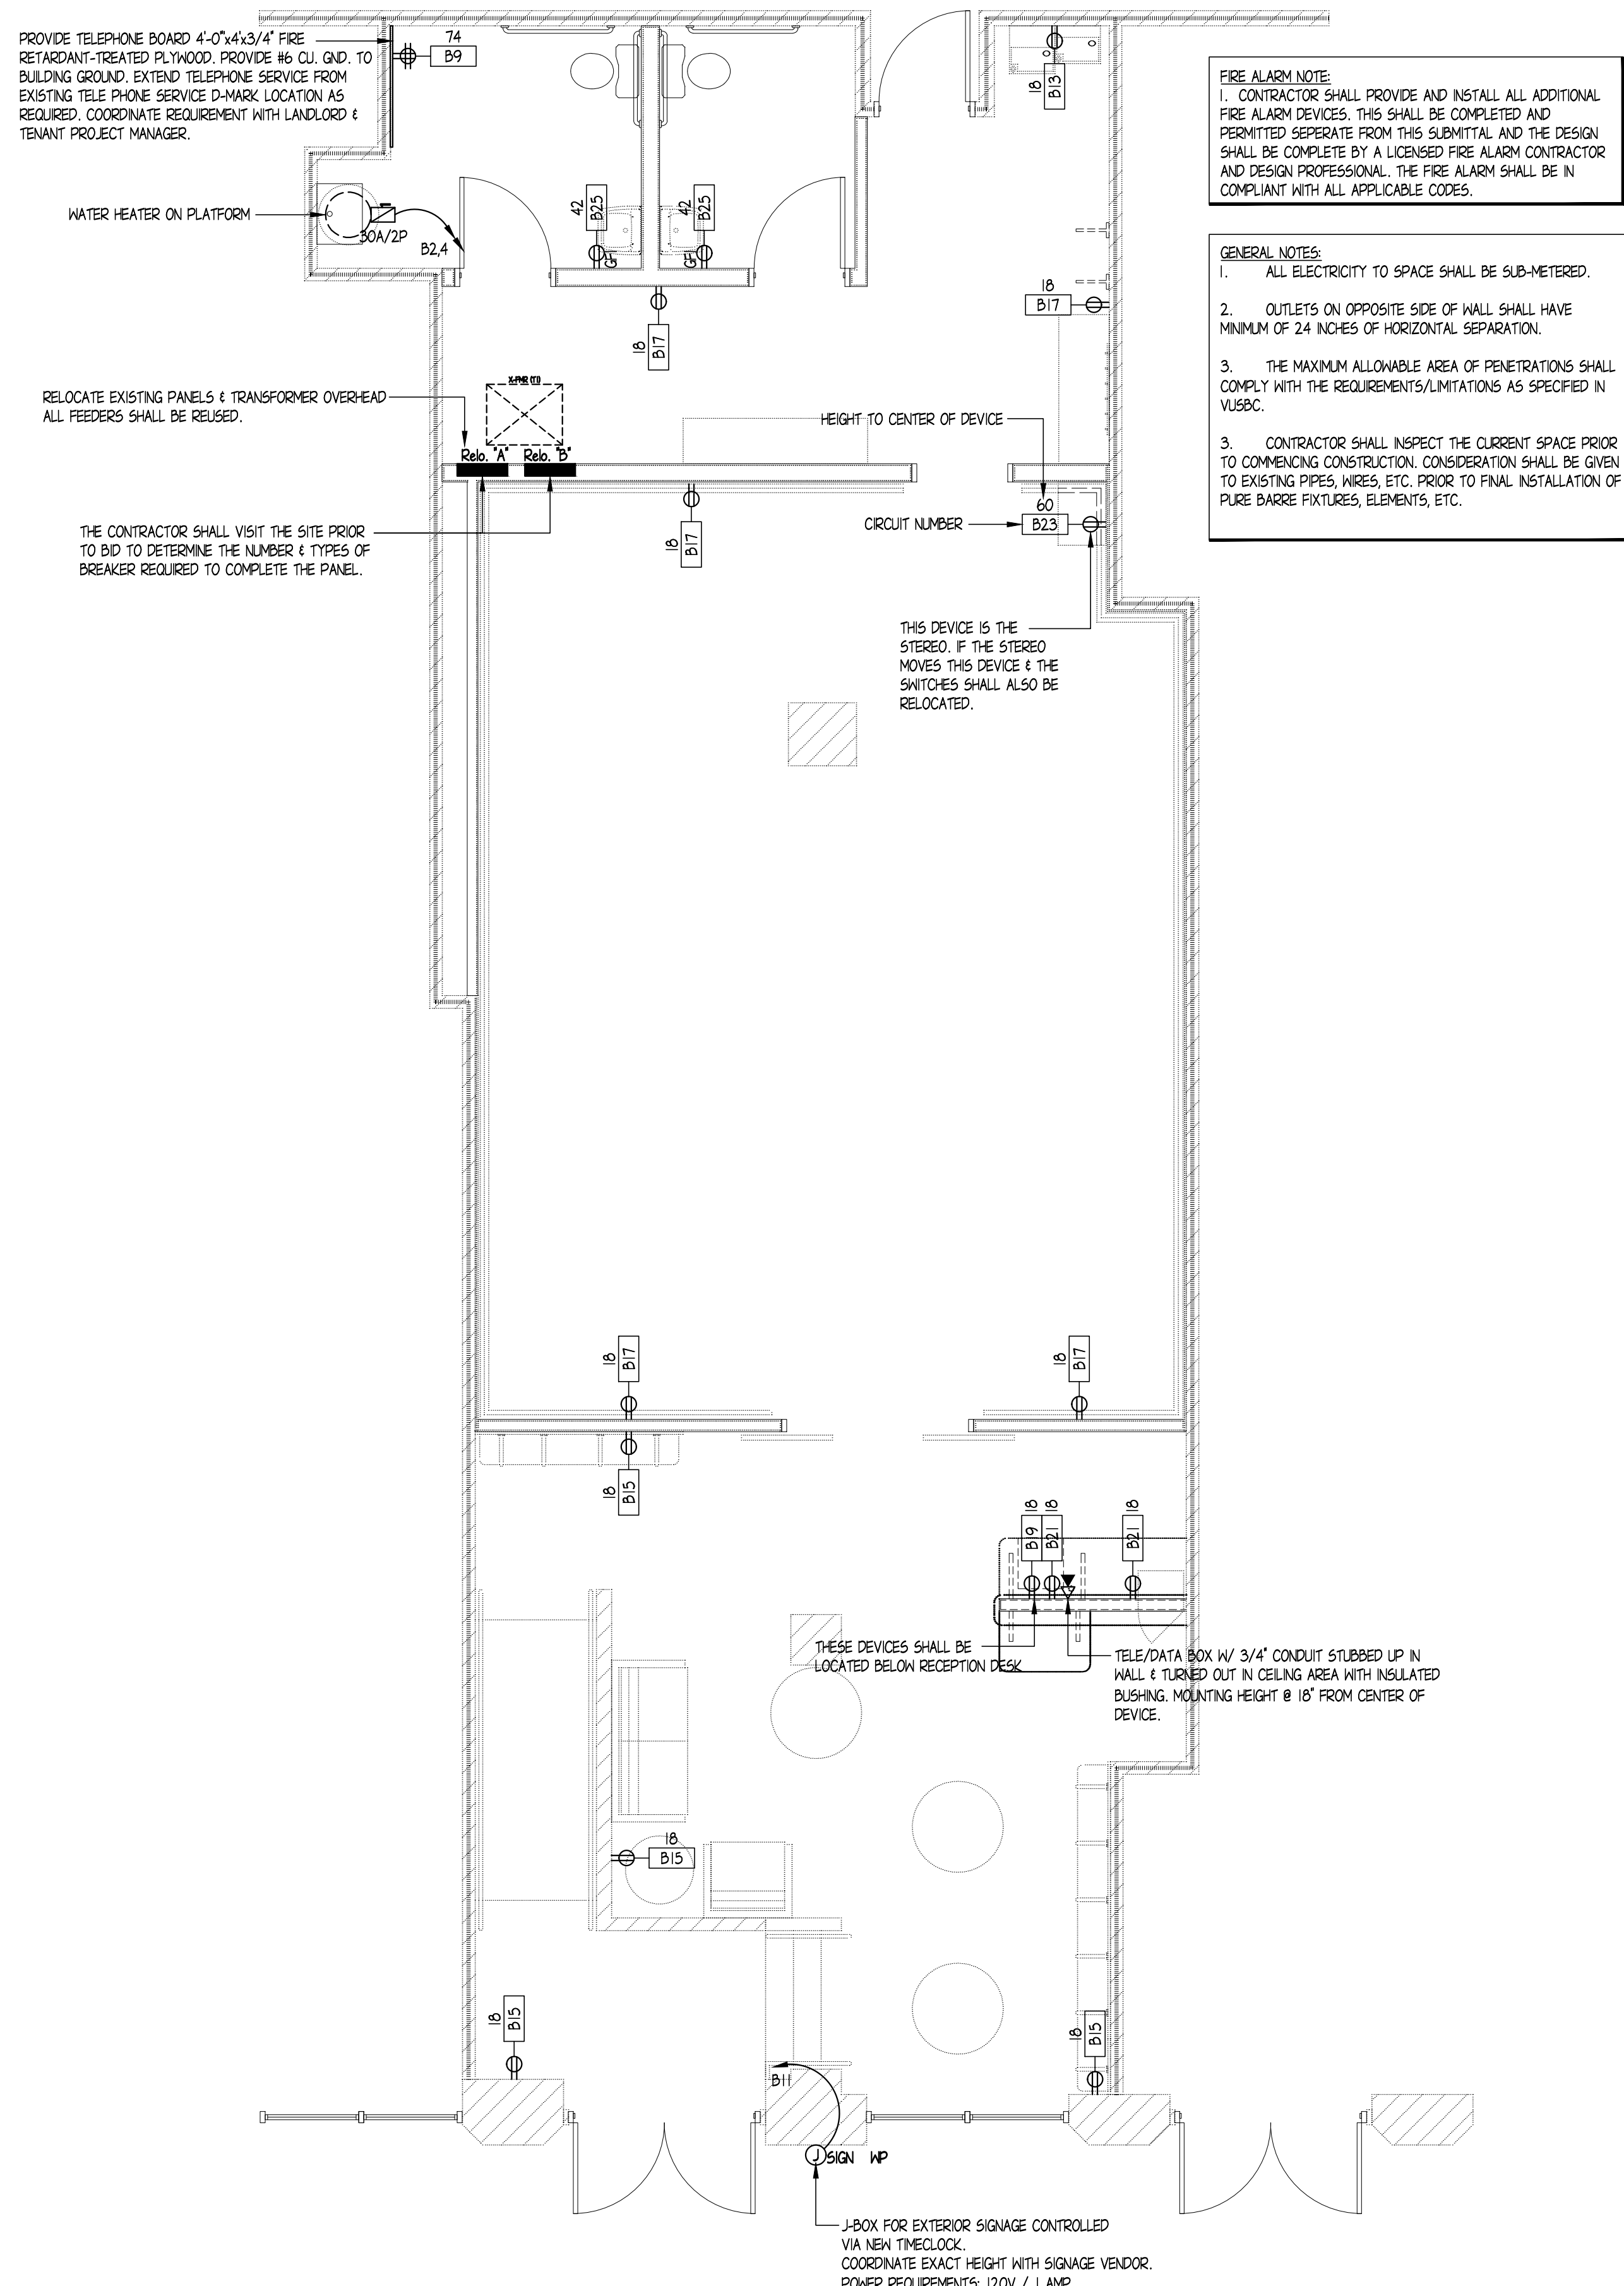 PROVIDE TELEPHONE BOARD 4'-0"x4'x3/4" FIRE
RETARDANT-TREATED PLYWOOD. PROVIDE #6 CU. GND. TO
BUILDING GROUND. EXTEND TELEPHONE SERVICE FROM
EXISTING TELE PHONE SERVICE D-MARK LOCATION AS
REQUIRED. COORDINATE REQUIREMENT WITH LANDLORD &
TENANT PROJECT MANAGER.
74
B9
18
B13
FIRE ALARM NOTE:
1. CONTRACTOR SHALL PROVIDE AND INSTALL ALL ADDITIONAL
FIRE ALARM DEVICES. THIS SHALL BE COMPLETED AND
PERMITTED SEPERATE FROM THIS SUBMITTAL AND THE DESIGN
SHALL BE COMPLETE BY A LICENSED FIRE ALARM CONTRACTOR
AND DESIGN PROFESSIONAL. THE FIRE ALARM SHALL BE IN
COMPLIANT WITH ALL APPLICABLE CODES.
WATER HEATER ON PLATFORM
30A/2P
B2,4
42
B25
GF
42
B25
GF
GENERAL NOTES:
1. ALL ELECTRICITY TO SPACE SHALL BE SUB-METERED.
2. OUTLETS ON OPPOSITE SIDE OF WALL SHALL HAVE
MINIMUM OF 24 INCHES OF HORIZONTAL SEPARATION.
3. THE MAXIMUM ALLOWABLE AREA OF PENETRATIONS SHALL
COMPLY WITH THE REQUIREMENTS/LIMITATIONS AS SPECIFIED IN
VUSBC.
3. CONTRACTOR SHALL INSPECT THE CURRENT SPACE PRIOR
TO COMMENCING CONSTRUCTION. CONSIDERATION SHALL BE GIVEN
TO EXISTING PIPES, WIRES, ETC. PRIOR TO FINAL INSTALLATION OF
PURE BARRE FIXTURES, ELEMENTS, ETC.
18
B17
18
B17
X-FMR (T1)
RELOCATE EXISTING PANELS & TRANSFORMER OVERHEAD
ALL FEEDERS SHALL BE REUSED.
HEIGHT TO CENTER OF DEVICE
Relo. "A"
Relo. "B"
60
B23
CIRCUIT NUMBER
18
B17
THE CONTRACTOR SHALL VISIT THE SITE PRIOR
TO BID TO DETERMINE THE NUMBER & TYPES OF
BREAKER REQUIRED TO COMPLETE THE PANEL.
THIS DEVICE IS THE
STEREO. IF THE STEREO
MOVES THIS DEVICE & THE
SWITCHES SHALL ALSO BE
RELOCATED.
18
B17
18
B17
18
B15
18
B19
18
B21
18
B21
THESE DEVICES SHALL BE
LOCATED BELOW RECEPTION DESK
TELE/DATA BOX W/ 3/4" CONDUIT STUBBED UP IN
WALL & TURNED OUT IN CEILING AREA WITH INSULATED
BUSHING. MOUNTING HEIGHT @ 18" FROM CENTER OF
DEVICE.
18
B15
18
B15
18
B15
B11
J
SIGN WP
J-BOX FOR EXTERIOR SIGNAGE CONTROLLED
VIA NEW TIMECLOCK.
COORDINATE EXACT HEIGHT WITH SIGNAGE VENDOR.
POWER REQUIREMENTS: 120V / 1 AMP